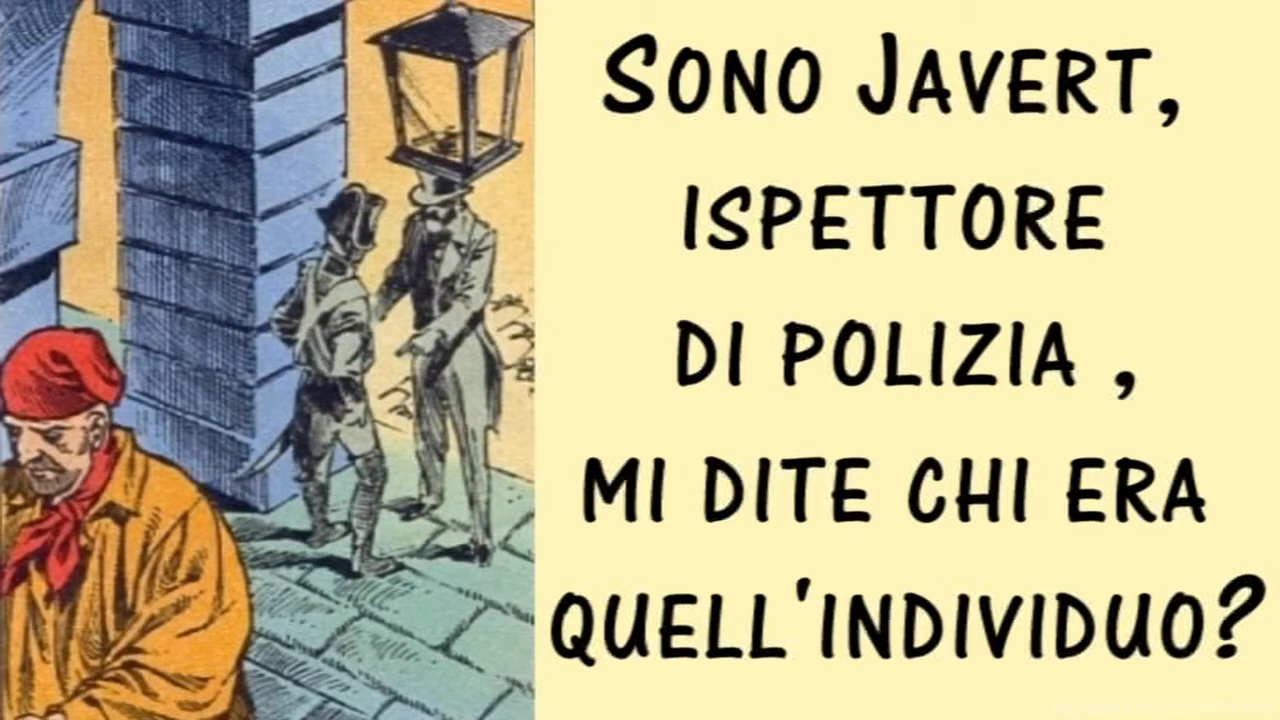 Sono Javert,
ispettore
di polizia ,
mi dite chi era
quell'individuo?